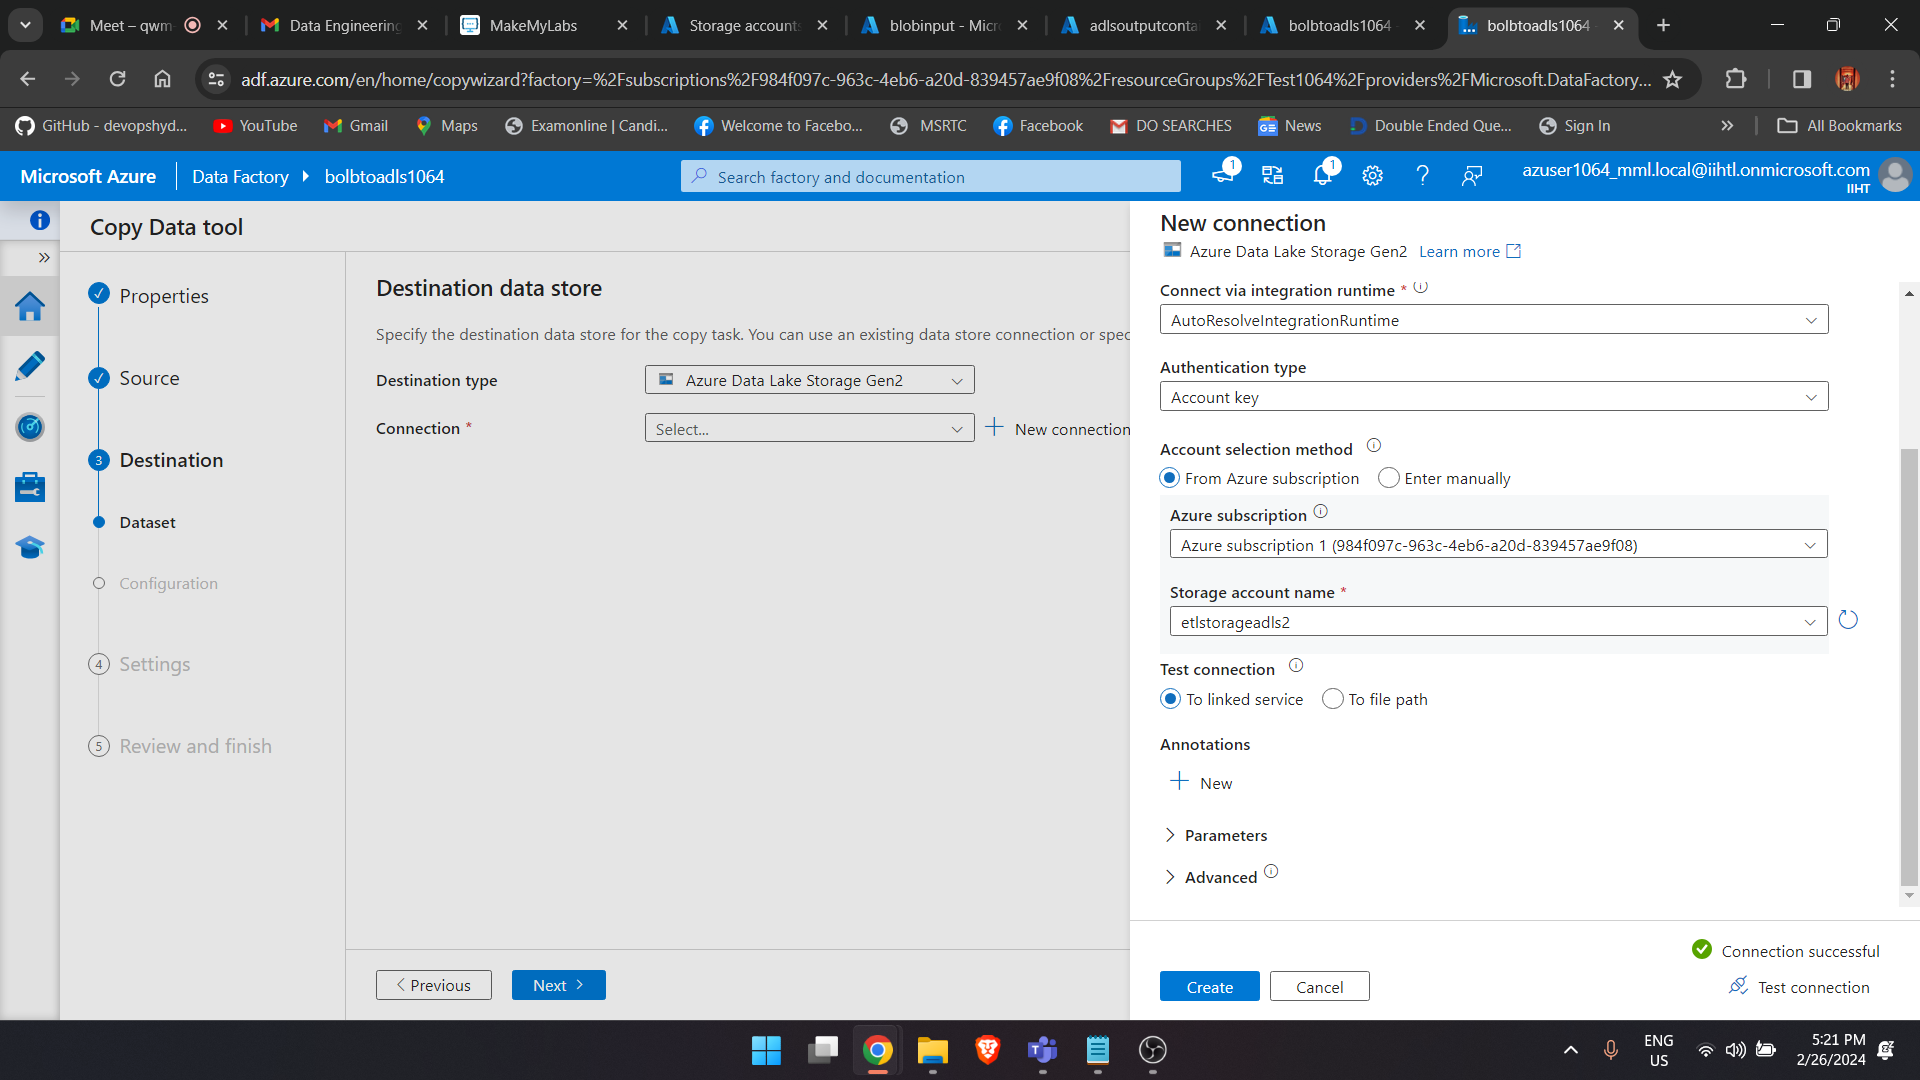 Meet – qwm-
Data Engineering
MakeMyLabs
Storage accounts
blobinput - Micro
adlsoutputconta
bolbtoadls1064
bolbtoadls1064
adf.azure.com/en/home/copywizard?factory=%2Fsubscriptions%2F984f097c-963c-4eb6-a20d-839457ae9f08%2FresourceGroups%2FTest1064%2Fproviders%2FMicrosoft.DataFactory...
GitHub - devopshyd...
YouTube
Gmail
Maps
Examonline | Candi...
Welcome to Facebo...
MSRTC
Facebook
DO SEARCHES
News
Double Ended Que...
Sign In
All Bookmarks
Microsoft Azure
Data Factory
bolbtoadls1064
Search factory and documentation
1
1
azuser1064_mml.local@iihtl.onmicrosoft.com
IIHT
Copy Data tool
Properties
Source
3
Destination
Dataset
Configuration
4
Settings
5
Review and finish
Destination data store
Specify the destination data store for the copy task. You can use an existing data store connection or spec
Destination type
Azure Data Lake Storage Gen2
Connection *
Select...
New connection
Previous
Next
New connection
Azure Data Lake Storage Gen2
Learn more
Connect via integration runtime *
AutoResolveIntegrationRuntime
Authentication type
Account key
Account selection method
From Azure subscription
Enter manually
Azure subscription
Azure subscription 1 (984f097c-963c-4eb6-a20d-839457ae9f08)
Storage account name *
etlstorageadls2
Test connection
To linked service
To file path
Annotations
New
Parameters
Advanced
Connection successful
Create
Cancel
Test connection
ENG
US
5:21 PM
2/26/2024